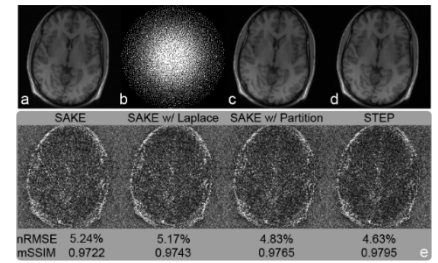 a b c d
SAKE SAKE w/ Laplace SAKE w/ Partition STEP
nRMSE 5.24% 5.17% 4.83% 4.63%
mSSIM 0.9722 0.9743 0.9765 0.9795 e